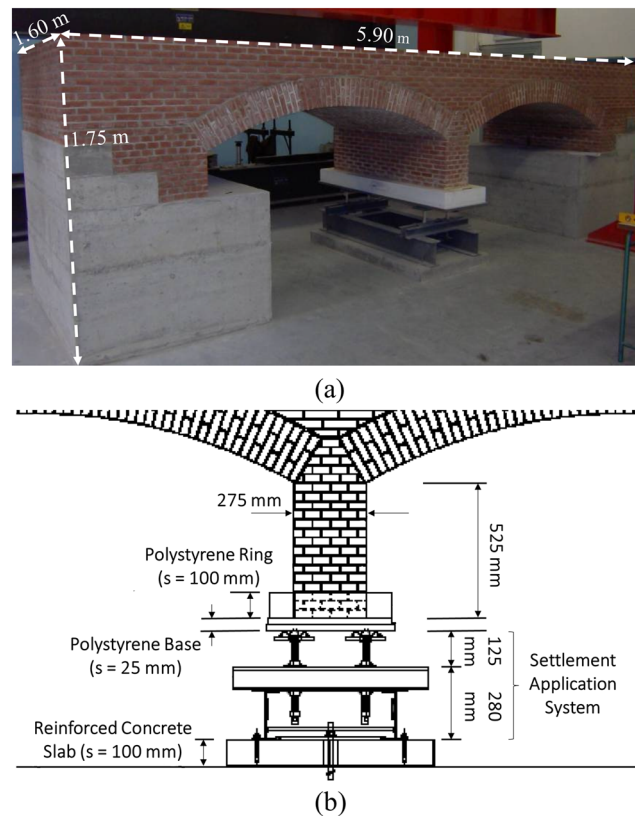 1.60 m
5.90 m
1.75 m
(a)
275 mm
525 mm
Polystyrene Ring
(s = 100 mm)
Polystyrene Base
(s = 25 mm)
125
mm
Settlement
Application
System
280
mm
Reinforced Concrete
Slab (s = 100 mm)
(b)